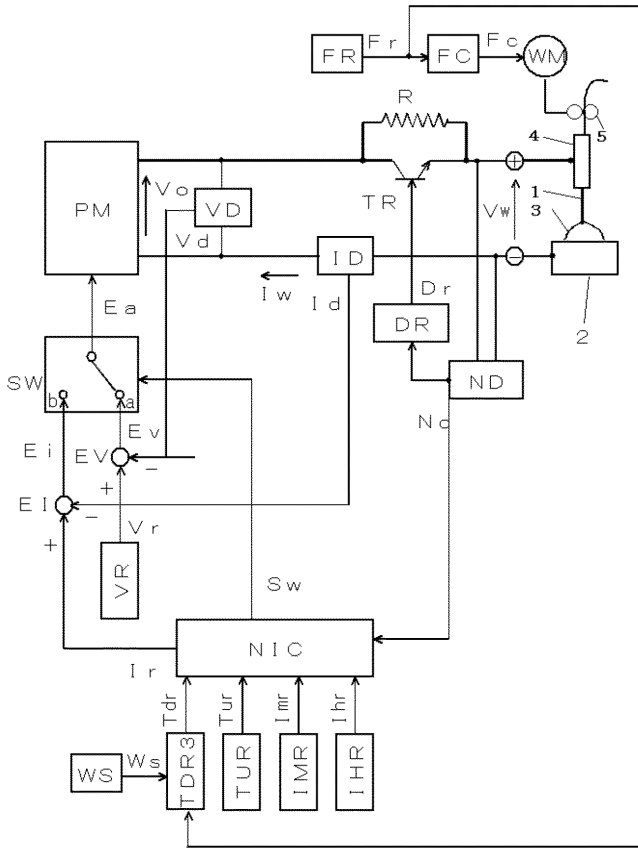 FR
Fr
FC
Fc
WM
R
4
5
PM
Vo
VD
TR
+
Vw
1
3
Vd
ID
−
Iw
Id
Dr
2
Ea
DR
SW
b
a
ND
Ev
Nd
Ei
EV
−
+
EI
−
+
Vr
VR
Sw
NIC
Ir
Tdr
Tur
Imr
Ihr
WS
Ws
TDR3
TUR
IMR
IHR